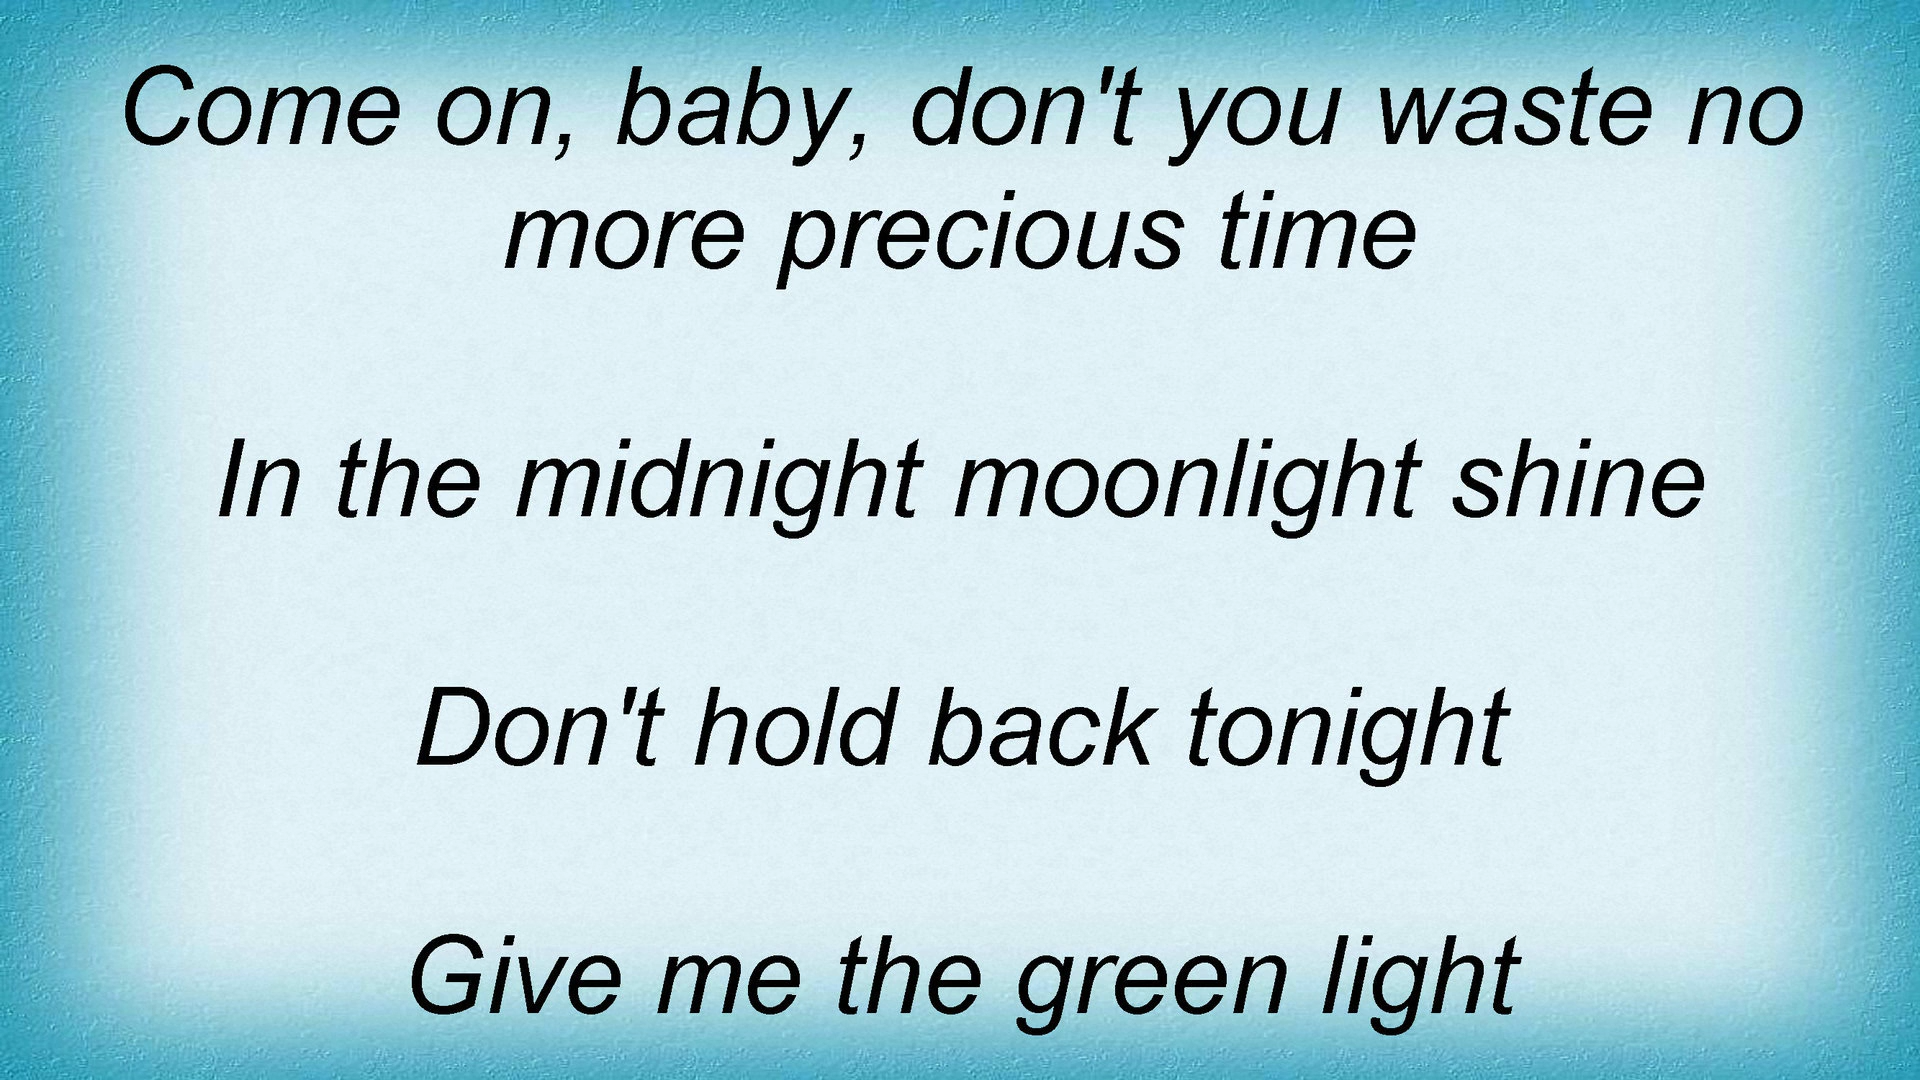 Come on, baby, don't you waste no
more precious time
In the midnight moonlight shine
Don't hold back tonight
Give me the green light